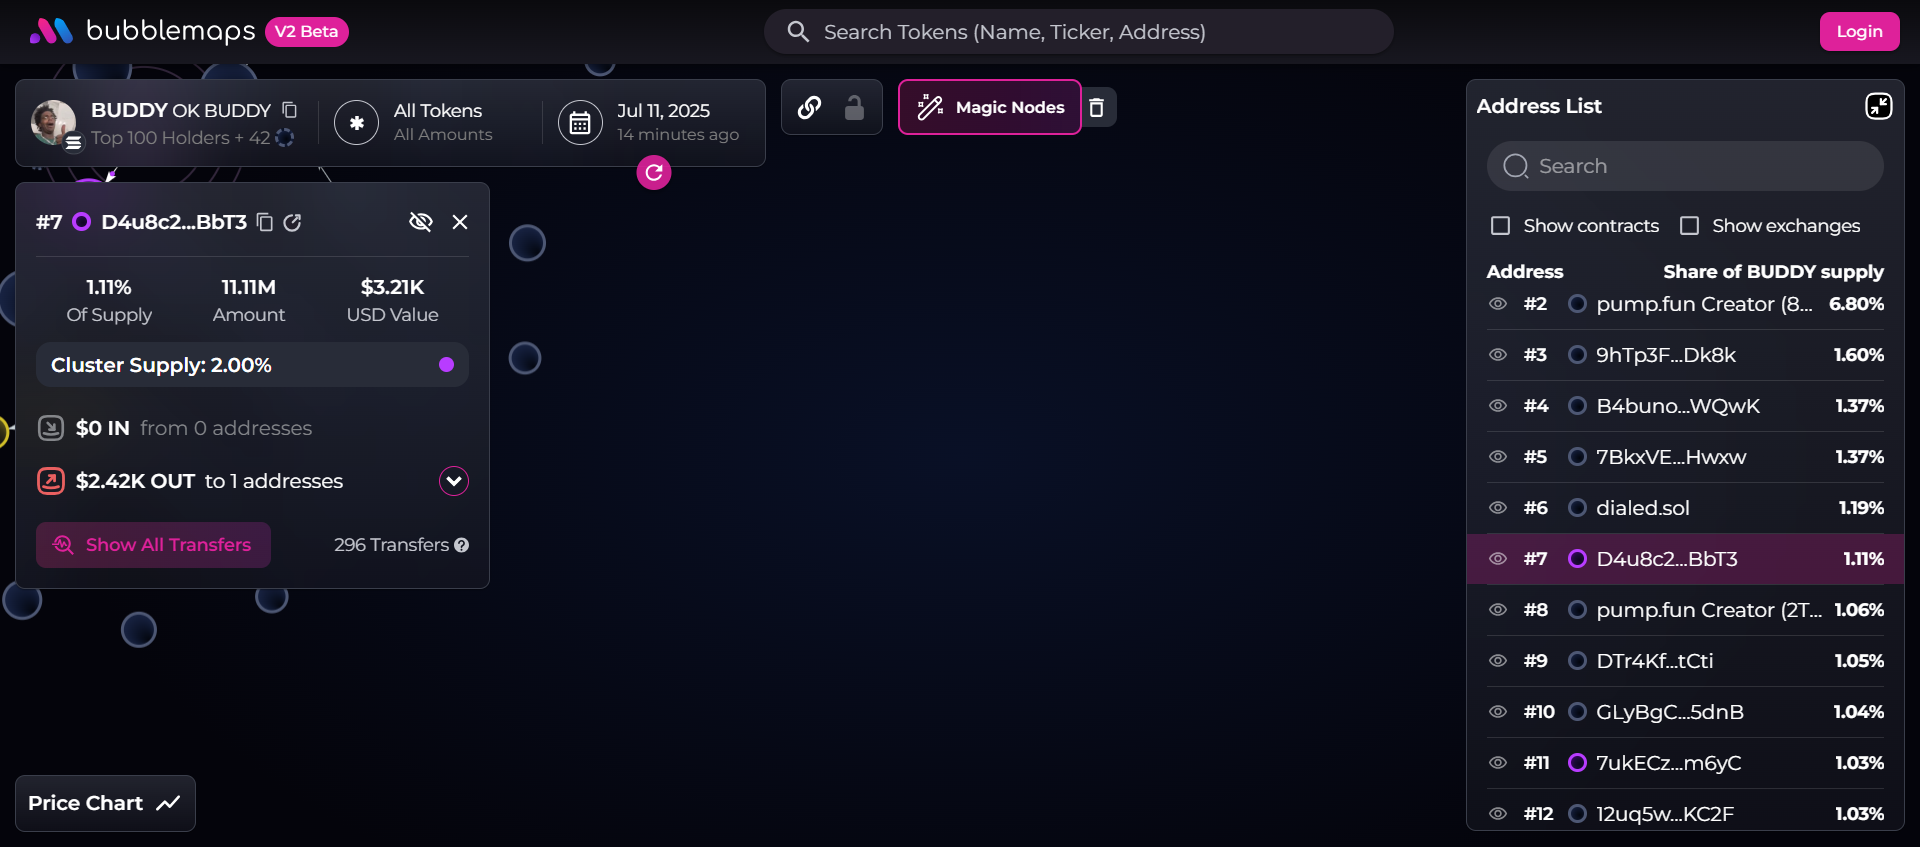 bubblemaps V2 Beta
Search Tokens (Name, Ticker, Address)
Login
BUDDY OK BUDDY
Top 100 Holders + 42
All Tokens
All Amounts
Jul 11, 2025
14 minutes ago
Magic Nodes
#7 D4u8c2...BbT3
1.11% 11.11M $3.21K
Of Supply Amount USD Value
Cluster Supply: 2.00%
$0 IN from 0 addresses
$2.42K OUT to 1 addresses
Show All Transfers 296 Transfers
Price Chart
Address List
Search
Show contracts Show exchanges
Address Share of BUDDY supply
#2 pump.fun Creator (8... 6.80%
#3 9hTp3F...Dk8k 1.60%
#4 B4buno...WQwK 1.37%
#5 7BkxVE...Hwxw 1.37%
#6 dialed.sol 1.19%
#7 D4u8c2...BbT3 1.11%
#8 pump.fun Creator (2T... 1.06%
#9 DTr4Kf...tCti 1.05%
#10 GLyBgC...5dnB 1.04%
#11 7ukECz...m6yC 1.03%
#12 12uq5w...KC2F 1.03%